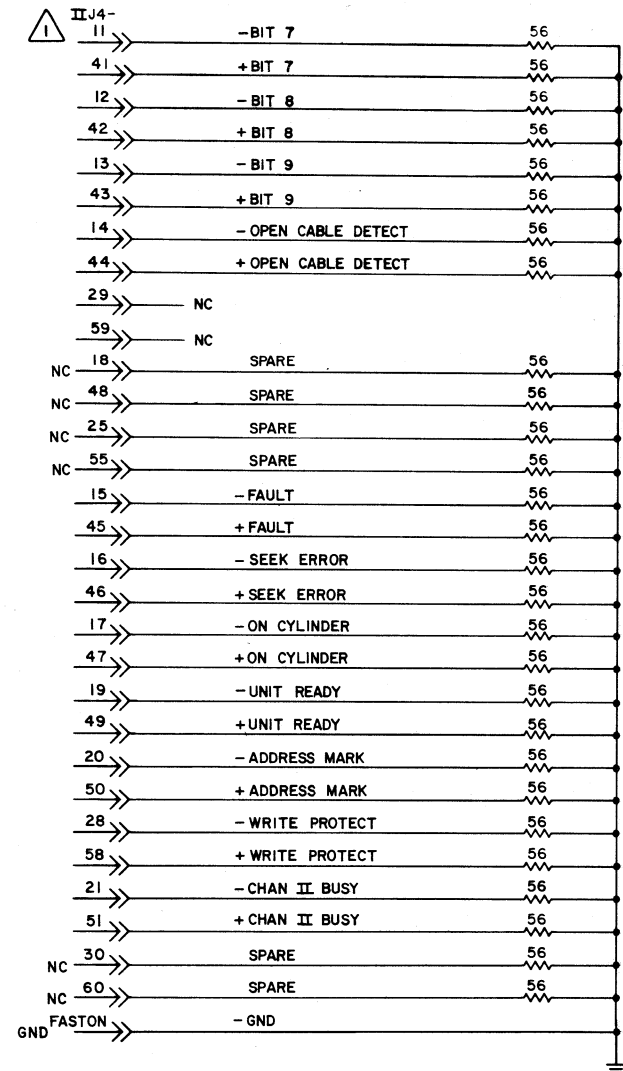 1 II J4-
11 -BIT 7 56
41 +BIT 7 56
12 -BIT 8 56
42 +BIT 8 56
13 -BIT 9 56
43 +BIT 9 56
14 -OPEN CABLE DETECT 56
44 +OPEN CABLE DETECT 56
29 NC
59 NC
NC 18 SPARE 56
NC 48 SPARE 56
NC 25 SPARE 56
NC 55 SPARE 56
15 -FAULT 56
45 +FAULT 56
16 -SEEK ERROR 56
46 +SEEK ERROR 56
17 -ON CYLINDER 56
47 +ON CYLINDER 56
19 -UNIT READY 56
49 +UNIT READY 56
20 -ADDRESS MARK 56
50 +ADDRESS MARK 56
28 -WRITE PROTECT 56
58 +WRITE PROTECT 56
21 -CHAN II BUSY 56
51 +CHAN II BUSY 56
NC 30 SPARE 56
NC 60 SPARE 56
GND FASTON -GND